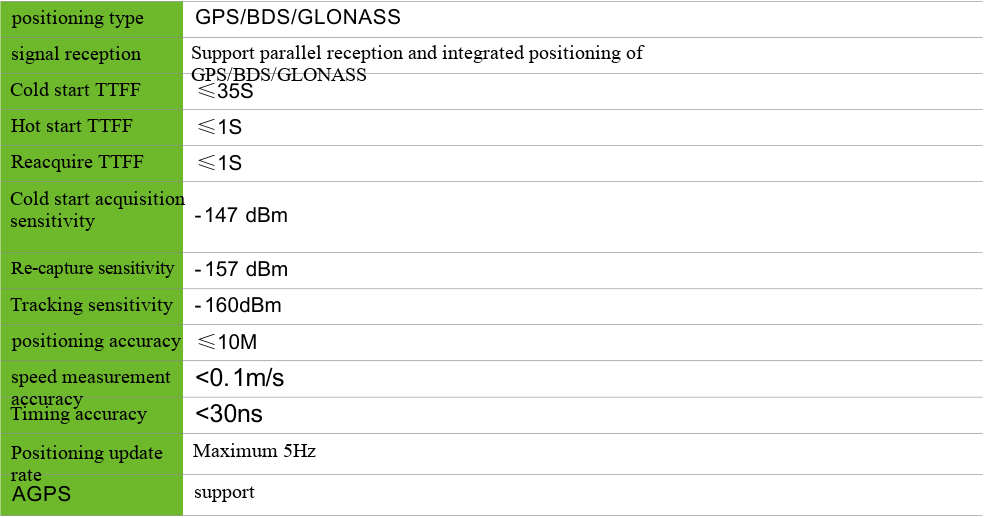 positioning type GPS/BDS/GLONASS
signal reception Support parallel reception and integrated positioning of
GPS/BDS/GLONASS
Cold start TTFF ≤35S
Hot start TTFF ≤1S
Reacquire TTFF ≤1S
Cold start acquisition
sensitivity -147 dBm
Re-capture sensitivity -157 dBm
Tracking sensitivity -160dBm
positioning accuracy ≤10M
speed measurement <0.1m/s
accuracy
Timing accuracy <30ns
Positioning update Maximum 5Hz
rate
AGPS support